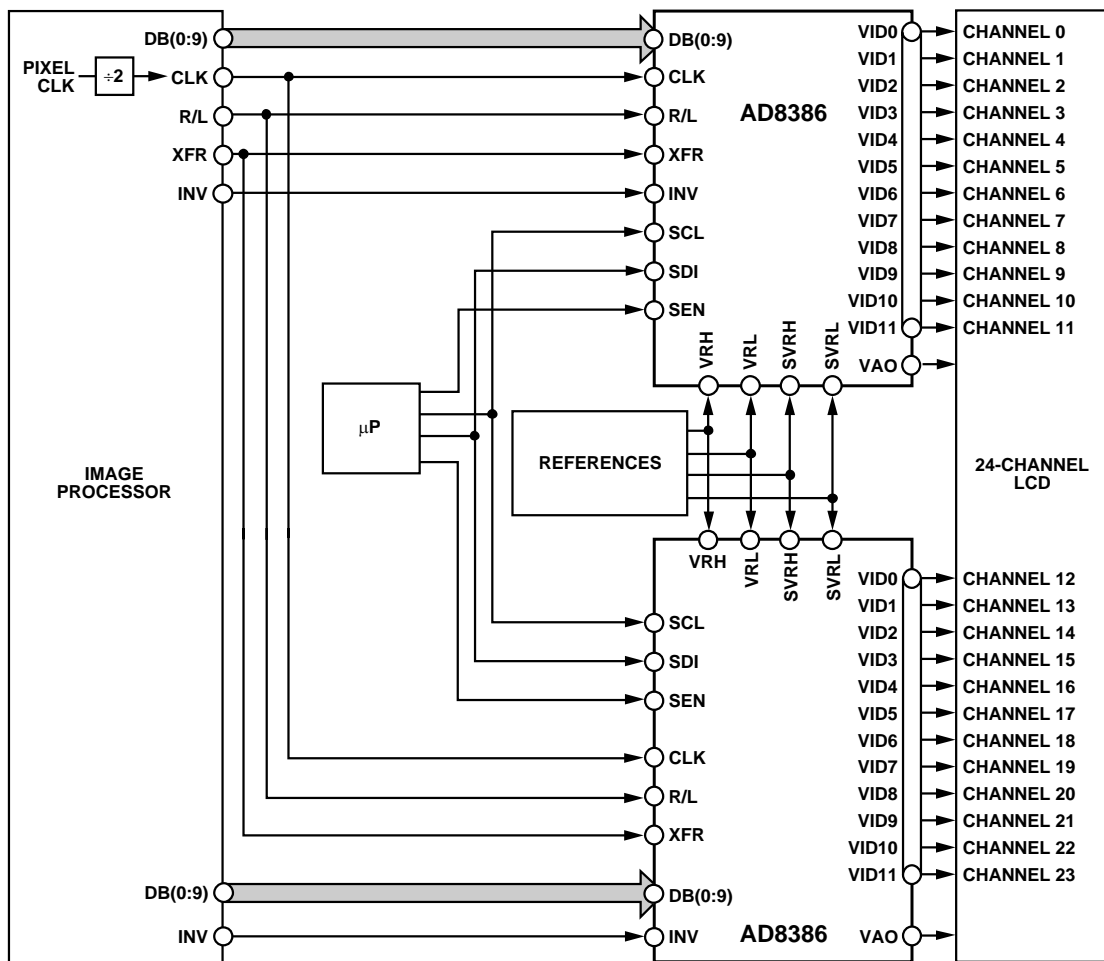 DB(0:9)
PIXEL
CLK
÷2
CLK
R/L
XFR
INV
IMAGE
PROCESSOR
DB(0:9)
INV
µP
REFERENCES
DB(0:9)
CLK
R/L
XFR
INV
SCL
SDI
SEN
AD8386
VRH
VRL
SVRH
SVRL
VID0
VID1
VID2
VID3
VID4
VID5
VID6
VID7
VID8
VID9
VID10
VID11
VAO
CHANNEL 0
CHANNEL 1
CHANNEL 2
CHANNEL 3
CHANNEL 4
CHANNEL 5
CHANNEL 6
CHANNEL 7
CHANNEL 8
CHANNEL 9
CHANNEL 10
CHANNEL 11
24-CHANNEL
LCD
VRH
VRL
SVRH
SVRL
SCL
SDI
SEN
CLK
R/L
XFR
DB(0:9)
INV
AD8386
VID0
VID1
VID2
VID3
VID4
VID5
VID6
VID7
VID8
VID9
VID10
VID11
VAO
CHANNEL 12
CHANNEL 13
CHANNEL 14
CHANNEL 15
CHANNEL 16
CHANNEL 17
CHANNEL 18
CHANNEL 19
CHANNEL 20
CHANNEL 21
CHANNEL 22
CHANNEL 23